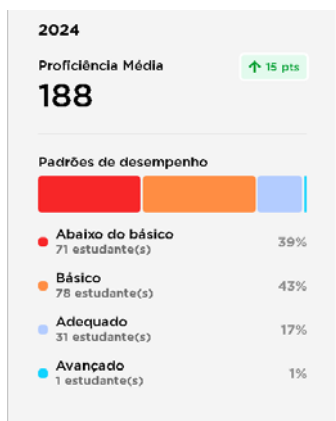 2024
Proficiência Média
↑ 15 pts
188
Padrões de desempenho
Abaixo do básico
71 estudante(s)
39%
Básico
78 estudante(s)
43%
Adequado
31 estudante(s)
17%
Avançado
1 estudante(s)
1%